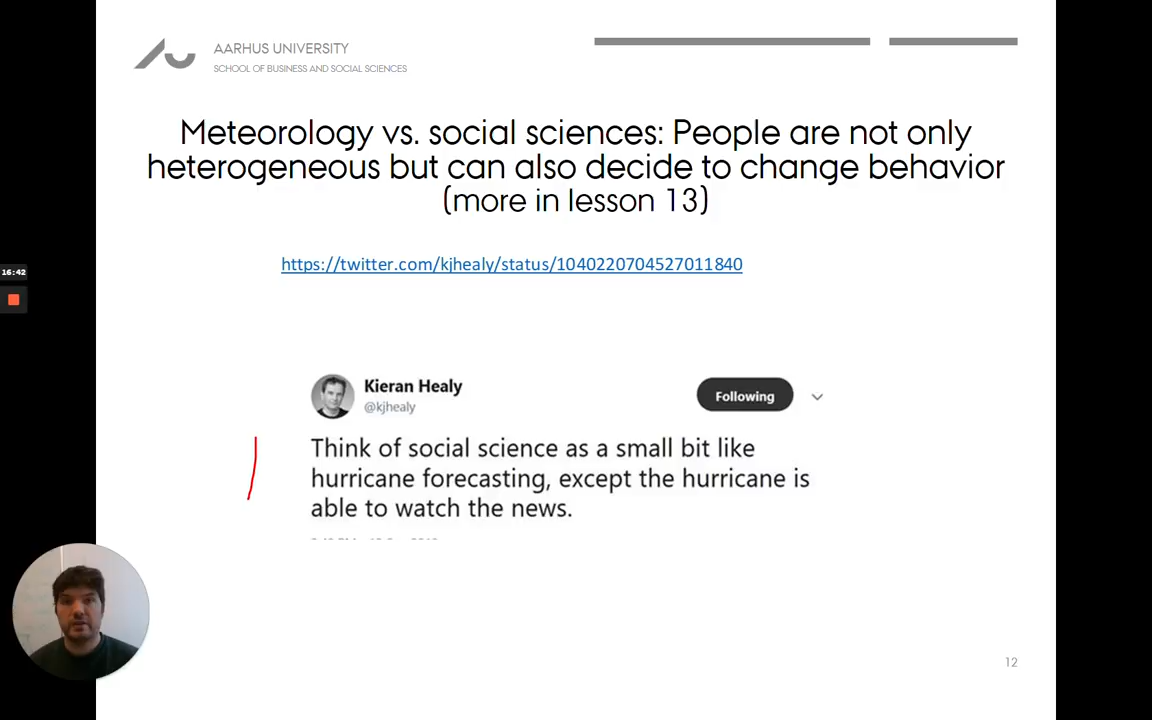 AARHUS UNIVERSITY
SCHOOL OF BUSINESS AND SOCIAL SCIENCES
Meteorology vs. social sciences: People are not only
heterogeneous but can also decide to change behavior
(more in lesson 13)
https://twitter.com/kjhealy/status/1040220704527011840
16:42
Kieran Healy
@kjhealy
Following
Think of social science as a small bit like
hurricane forecasting, except the hurricane is
able to watch the news.
12